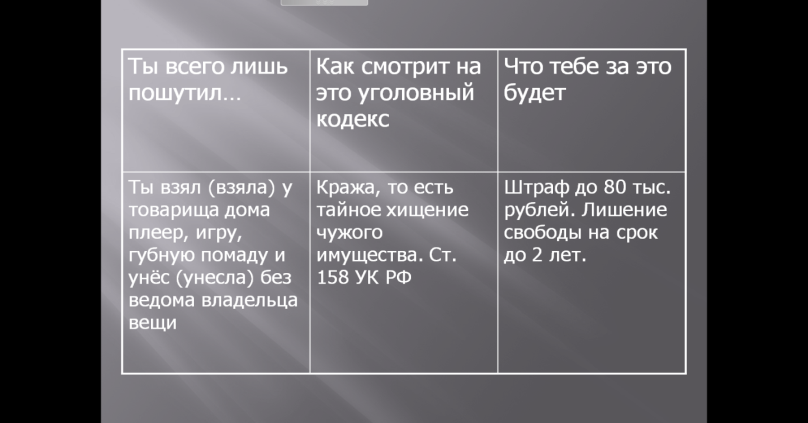 Ты всего лишь
пошутил…
Как смотрит на
это уголовный
кодекс
Что тебе за это
будет
Ты взял (взяла) у
товарища дома
плеер, игру,
губную помаду и
унёс (унесла) без
ведома владельца
вещи
Кража, то есть
тайное хищение
чужого
имущества. Ст.
158 УК РФ
Штраф до 80 тыс.
рублей. Лишение
свободы на срок
до 2 лет.